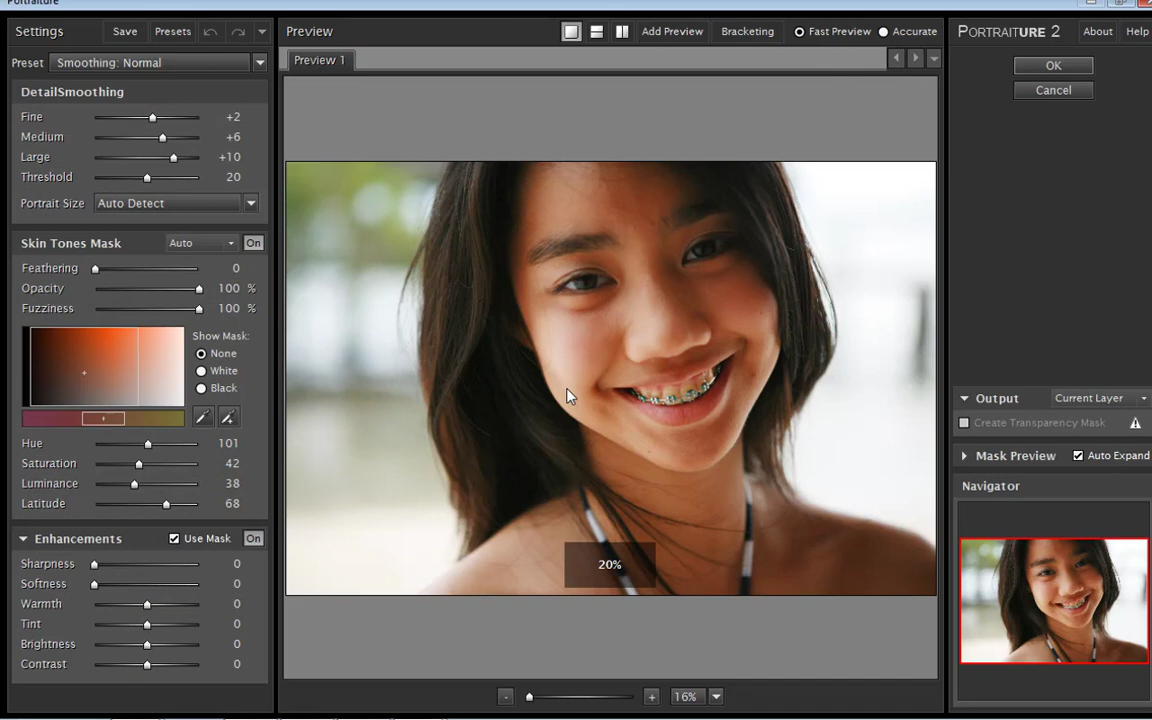 Portraiture
Settings Save Presets
Preset Smoothing: Normal
DetailSmoothing
Fine +2
Medium +6
Large +10
Threshold 20
Portrait Size Auto Detect
Skin Tones Mask Auto On
Feathering 0
Opacity 100 %
Fuzziness 100 %
Show Mask:
None
White
Black
Hue 101
Saturation 42
Luminance 38
Latitude 68
Enhancements Use Mask On
Sharpness 0
Softness 0
Warmth 0
Tint 0
Brightness 0
Contrast 0
Preview Add Preview Bracketing Fast Preview Accurate
Preview 1
20%
- + 16%
PORTRAITURE 2 About Help
OK
Cancel
Output Current Layer
Create Transparency Mask
Mask Preview Auto Expand
Navigator